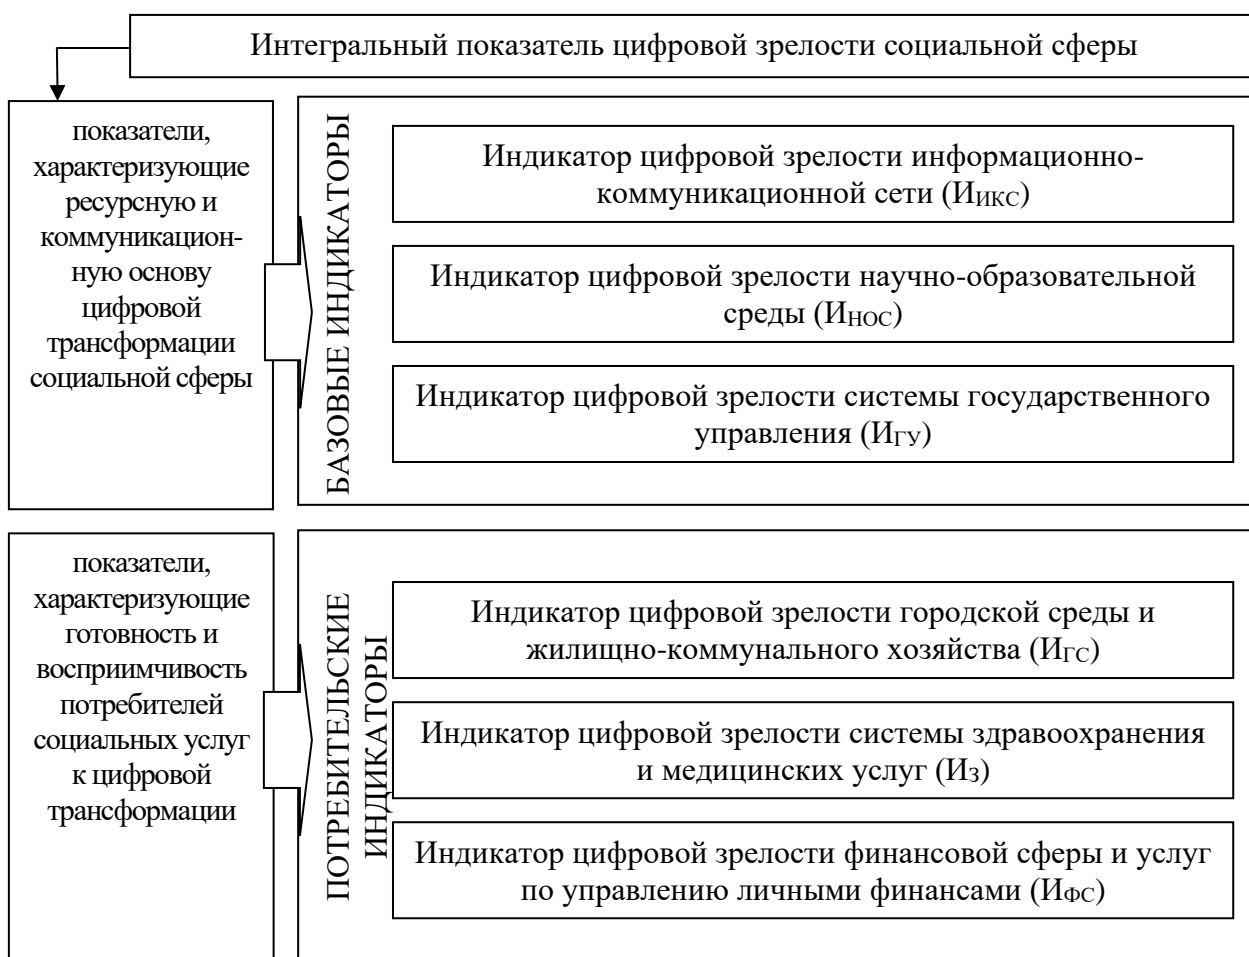 Интегральный показатель цифровой зрелости социальной сферы
показатели,
характеризующие
ресурсную и
коммуникацион-
ную основу
цифровой
трансформации
социальной сферы
БАЗОВЫЕ ИНДИКАТОРЫ
Индикатор цифровой зрелости информационно-
коммуникационной сети (ИИКС)
Индикатор цифровой зрелости научно-образовательной
среды (ИНОС)
Индикатор цифровой зрелости системы государственного
управления (ИГУ)
показатели,
характеризующие
готовность и
восприимчивость
потребителей
социальных услуг
к цифровой
трансформации
ПОТРЕБИТЕЛЬСКИЕ
ИНДИКАТОРЫ
Индикатор цифровой зрелости городской среды и
жилищно-коммунального хозяйства (ИГС)
Индикатор цифровой зрелости системы здравоохранения
и медицинских услуг (ИЗ)
Индикатор цифровой зрелости финансовой сферы и услуг
по управлению личными финансами (ИФС)